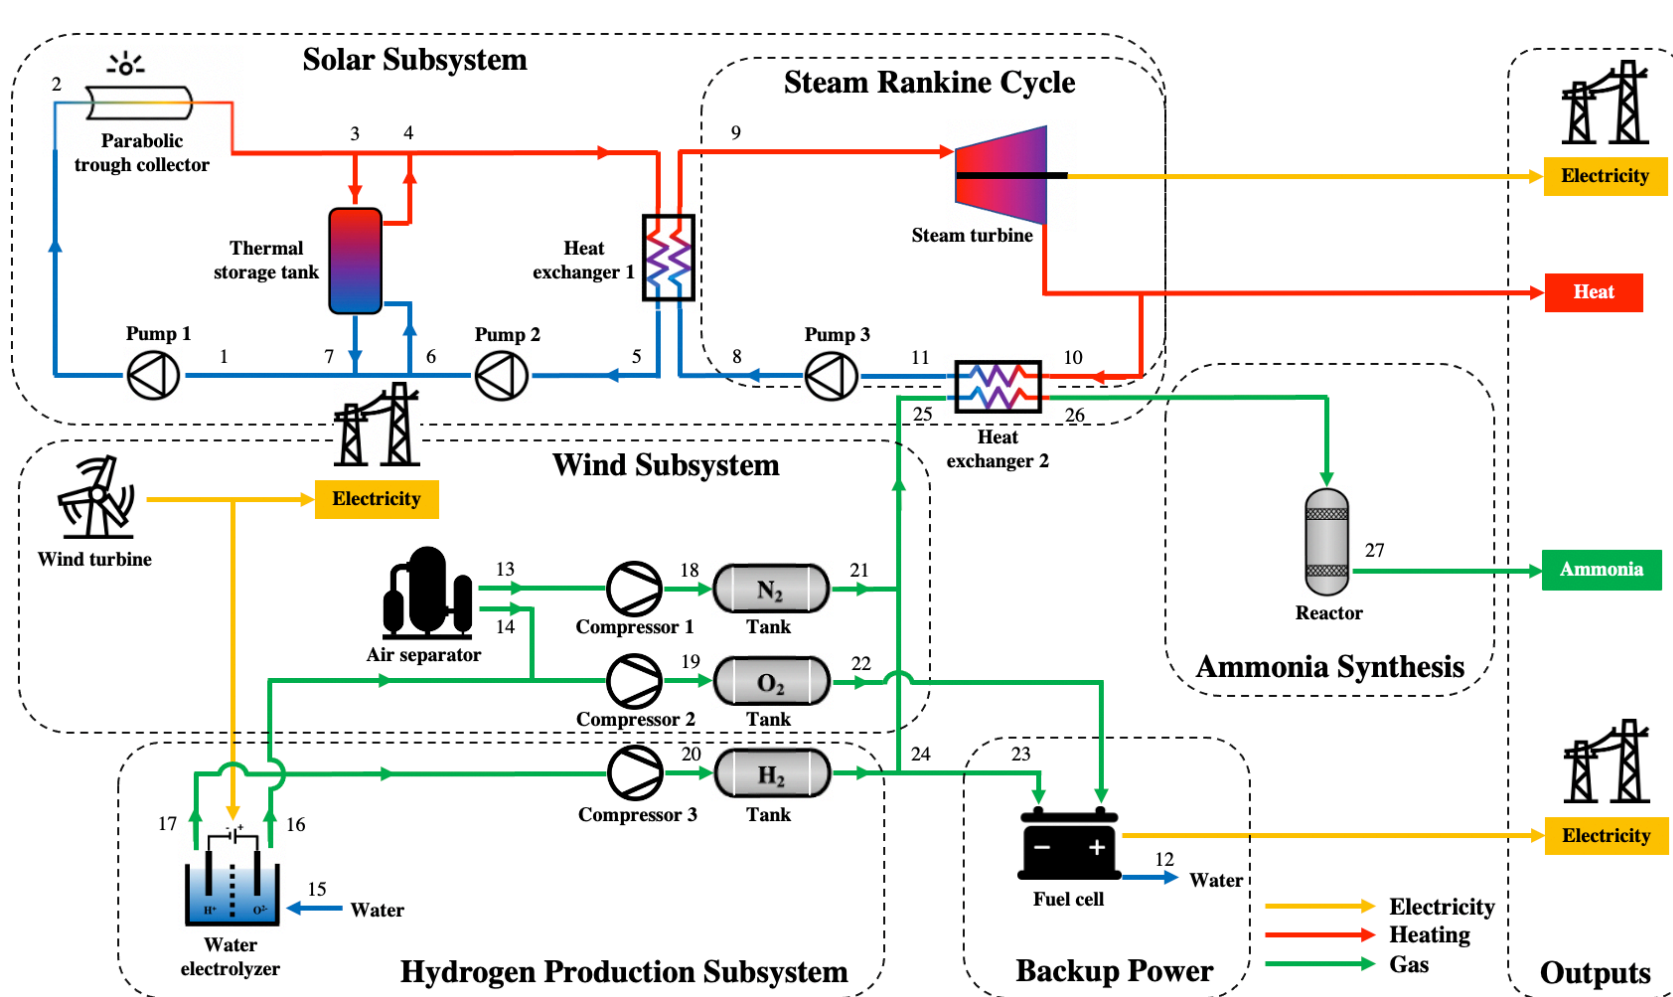 Solar Subsystem
Steam Rankine Cycle
2
Parabolic
trough collector
3
4
9
Electricity
Steam turbine
Thermal
storage tank
Heat
exchanger 1
Heat
Pump 1
Pump 2
Pump 3
1
7
6
5
8
11
10
25
26
Heat
exchanger 2
Wind Subsystem
Electricity
Wind turbine
13
14
Air separator
Compressor 1
18
N₂
Tank
21
19
Compressor 2
O₂
Tank
22
27
Ammonia
Reactor
Ammonia Synthesis
20
Compressor 3
H₂
Tank
24
23
17
16
- +
H⁺
O²⁻
15
Water
Water
electrolyzer
Hydrogen Production Subsystem
− +
Fuel cell
12
Water
Backup Power
Electricity
Electricity
Heating
Gas
Outputs